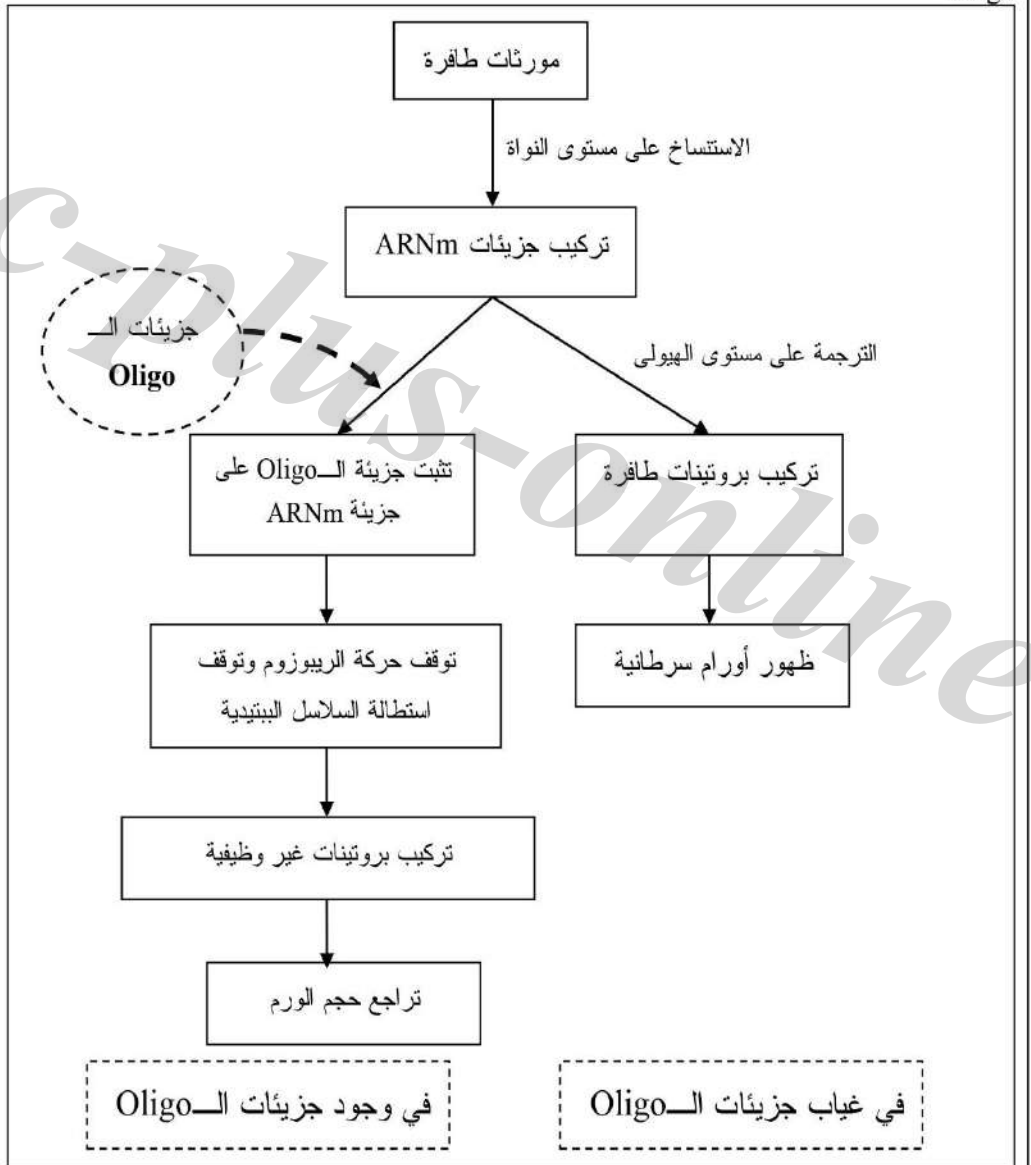 مورثات طافرة
الاستنساخ على مستوى النواة
تركيب جزيئات ARNm
جزيئات الـ
Oligo
الترجمة على مستوى الهيولى
تثبت جزيئة الـOligo على
جزيئة ARNm
تركيب بروتينات طافرة
توقف حركة الريبوزوم وتوقف
استطالة السلاسل الببتيدية
ظهور أورام سرطانية
تركيب بروتينات غير وظيفية
تراجع حجم الورم
في وجود جزيئات الـOligo
في غياب جزيئات الـOligo
c-plus-online